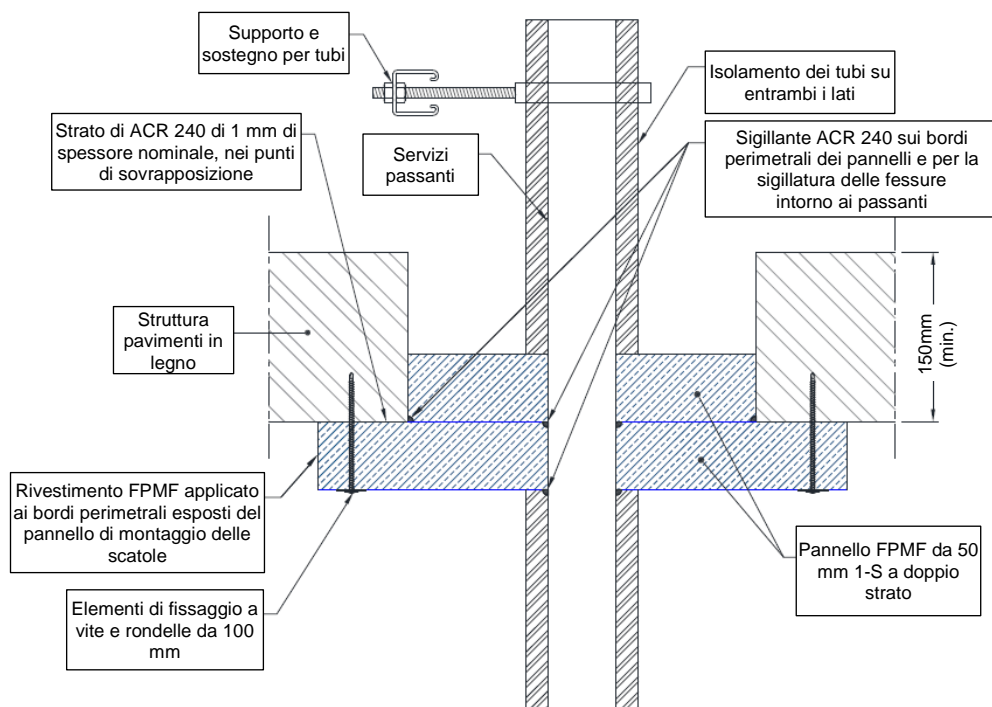 Supporto e
sostegno per tubi
Strato di ACR 240 di 1 mm di
spessore nominale, nei punti
di sovrapposizione
Servizi
passanti
Isolamento dei tubi su
entrambi i lati
Sigillante ACR 240 sui bordi
perimetrali dei pannelli e per la
sigillatura delle fessure
intorno ai passanti
Struttura
pavimenti in
legno
150mm
(min.)
Rivestimento FPMF applicato
ai bordi perimetrali esposti del
pannello di montaggio delle
scatole
Elementi di fissaggio a
vite e rondelle da 100
mm
Pannello FPMF da 50
mm 1-S a doppio
strato